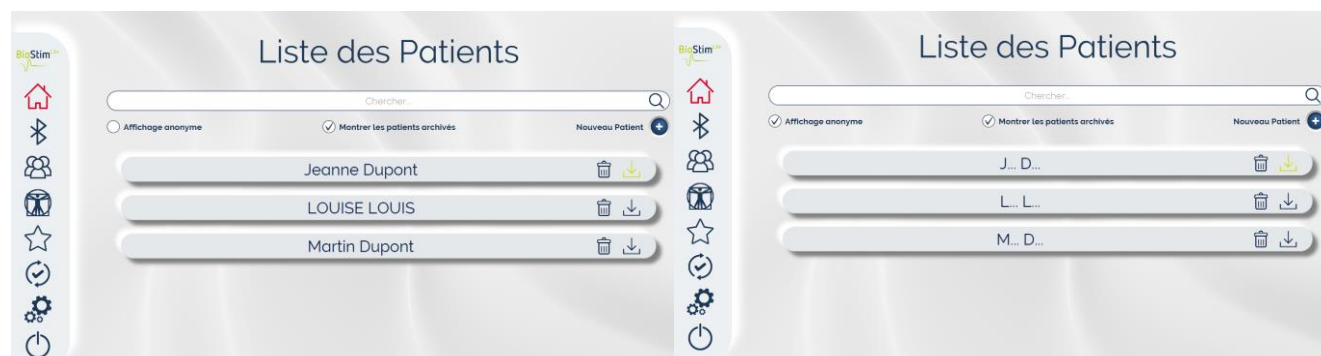 BioStim
Liste des Patients
Chercher...
Affichage anonyme
Montrer les patients archivés
Nouveau Patient
Jeanne Dupont
LOUISE LOUIS
Martin Dupont
BioStim
Liste des Patients
Chercher...
Affichage anonyme
Montrer les patients archivés
Nouveau Patient
J... D...
L... L...
M... D...